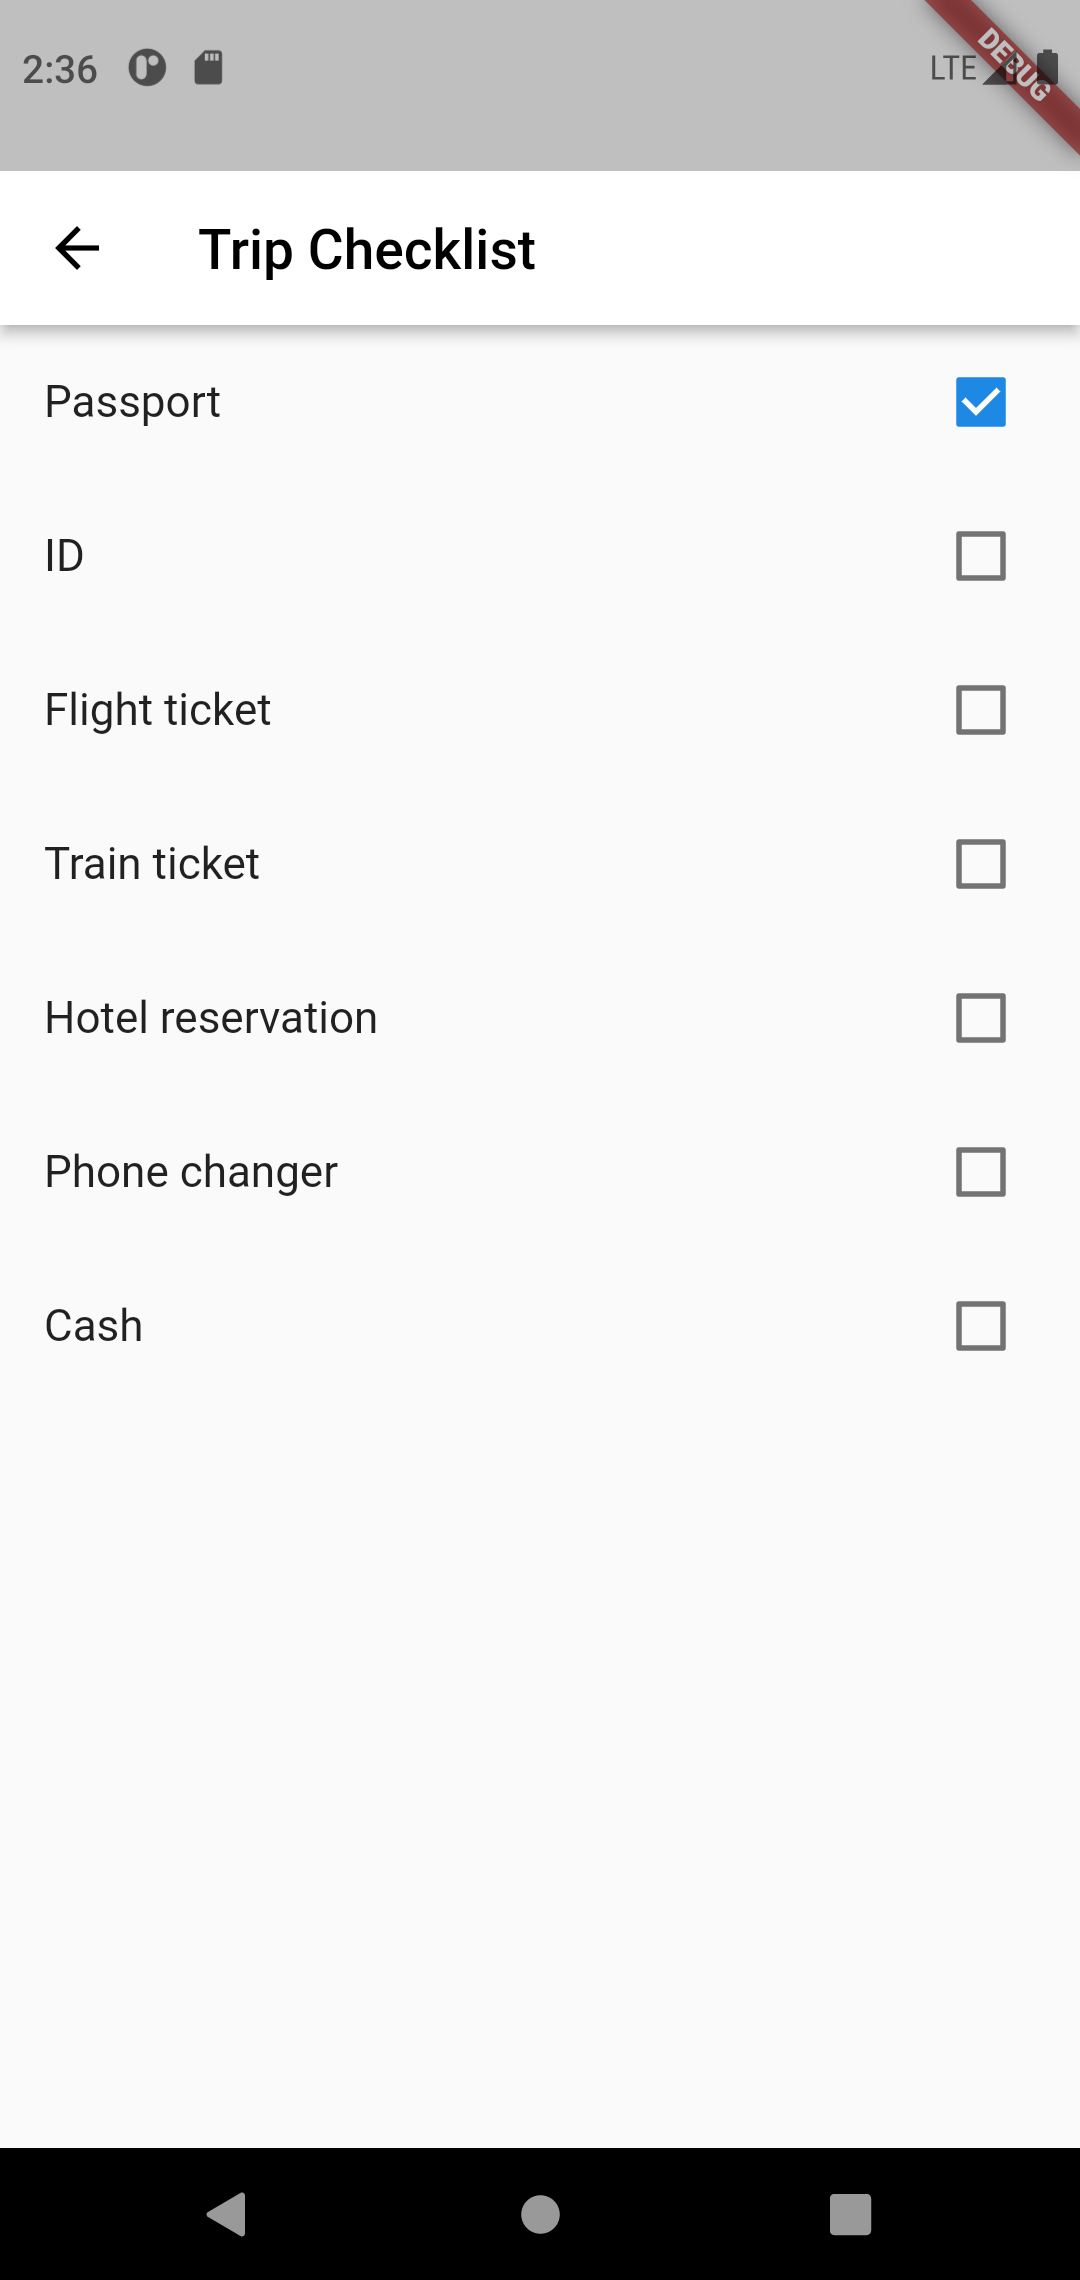 2:36
LTE
DEBUG
Trip Checklist
Passport
ID
Flight ticket
Train ticket
Hotel reservation
Phone changer
Cash